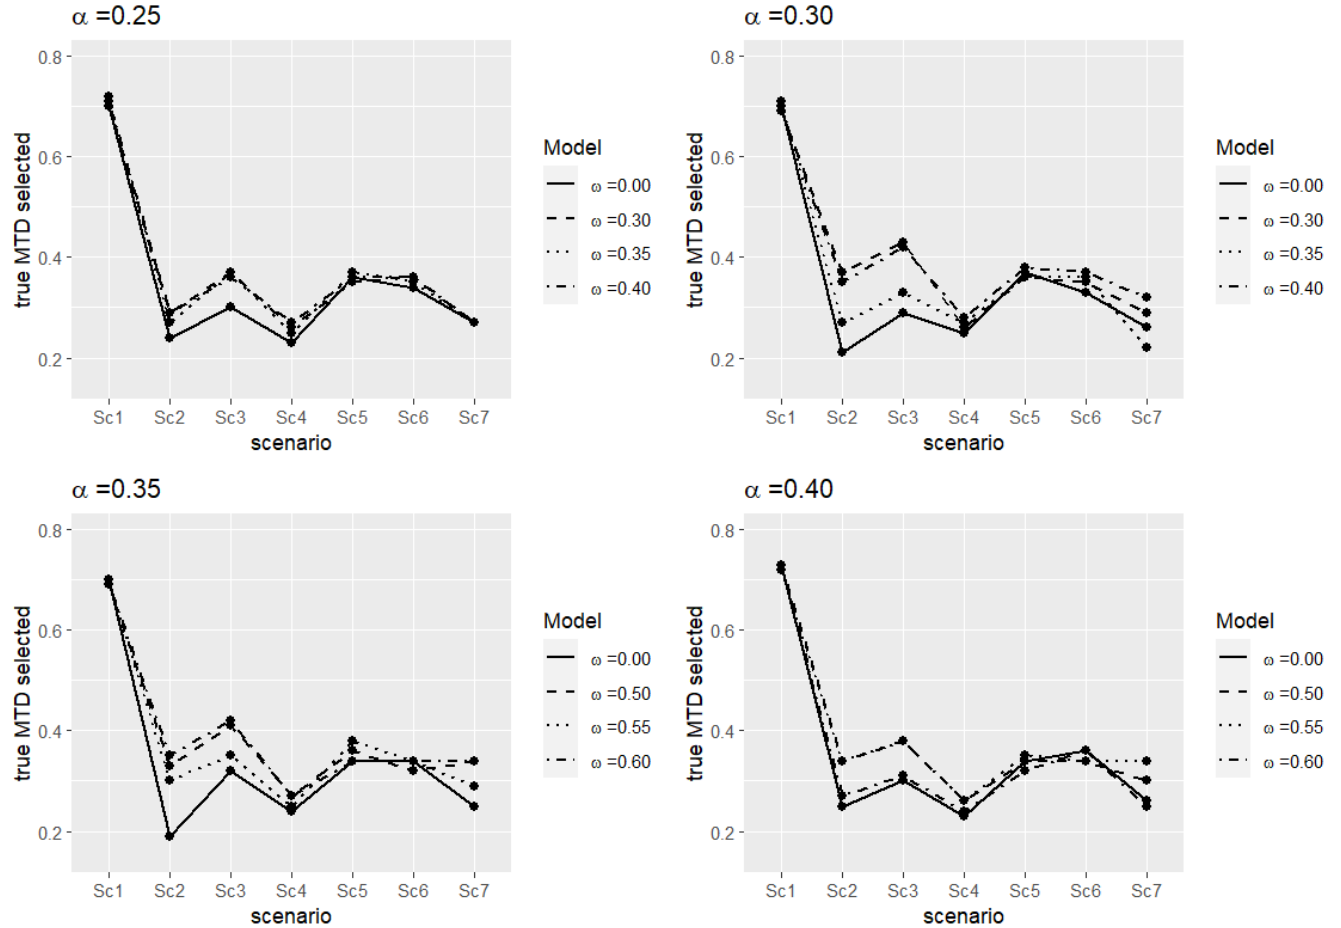 α =0.25
true MTD selected
0.8
0.6
0.4
0.2
Sc1 Sc2 Sc3 Sc4 Sc5 Sc6 Sc7
scenario
Model
ω =0.00
ω =0.30
ω =0.35
ω =0.40
α =0.30
true MTD selected
0.8
0.6
0.4
0.2
Sc1 Sc2 Sc3 Sc4 Sc5 Sc6 Sc7
scenario
Model
ω =0.00
ω =0.30
ω =0.35
ω =0.40
α =0.35
true MTD selected
0.8
0.6
0.4
0.2
Sc1 Sc2 Sc3 Sc4 Sc5 Sc6 Sc7
scenario
Model
ω =0.00
ω =0.50
ω =0.55
ω =0.60
α =0.40
true MTD selected
0.8
0.6
0.4
0.2
Sc1 Sc2 Sc3 Sc4 Sc5 Sc6 Sc7
scenario
Model
ω =0.00
ω =0.50
ω =0.55
ω =0.60